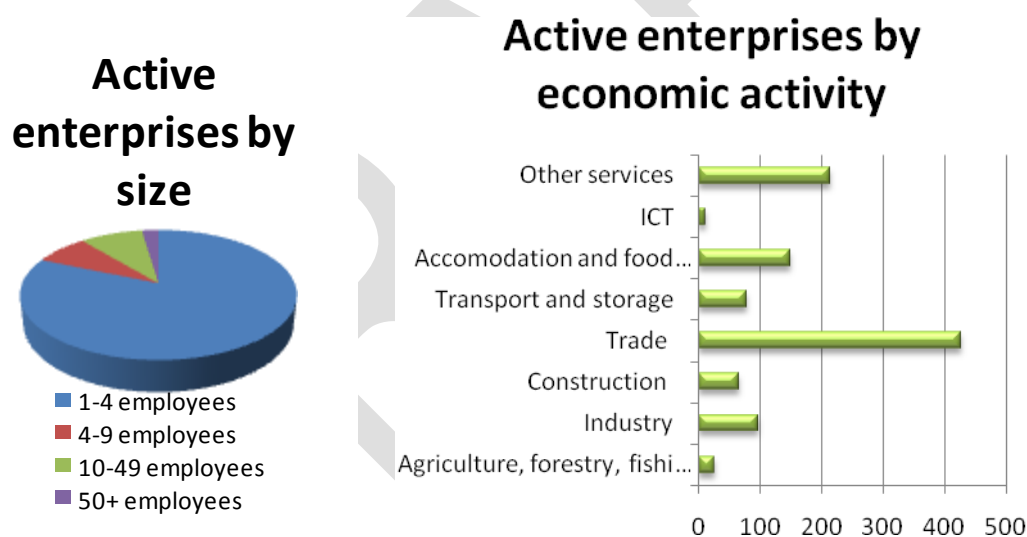 Active
enterprises by
size
1-4 employees
4-9 employees
10-49 employees
50+ employees
Active enterprises by
economic activity
Other services
ICT
Accomodation and food...
Transport and storage
Trade
Construction
Industry
Agriculture, forestry, fishi...
0 100 200 300 400 500